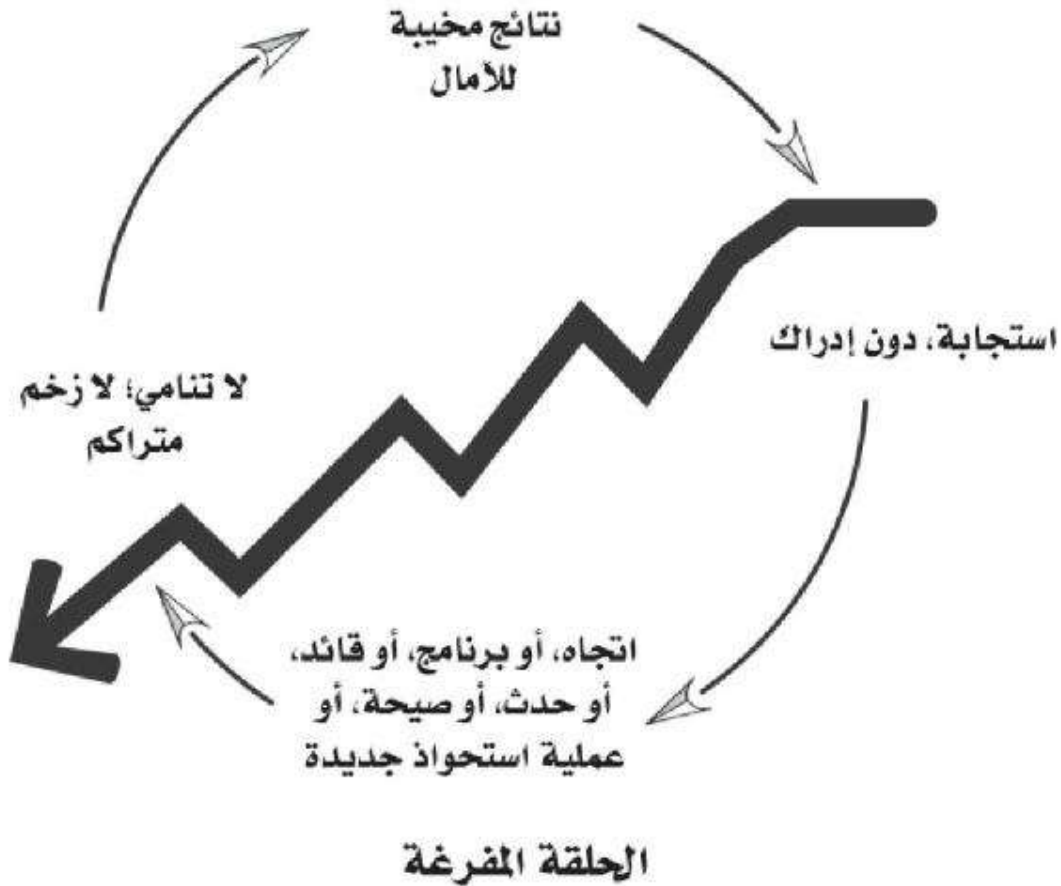 نتائج مخيبة
للآمال
استجابة، دون إدراك
لا تنامي؛ لا زخم
متراكم
اتجاه، أو برنامج، أو قائد،
أو حدث، أو صيحة، أو
عملية استحواذ جديدة
الحلقة المفرغة